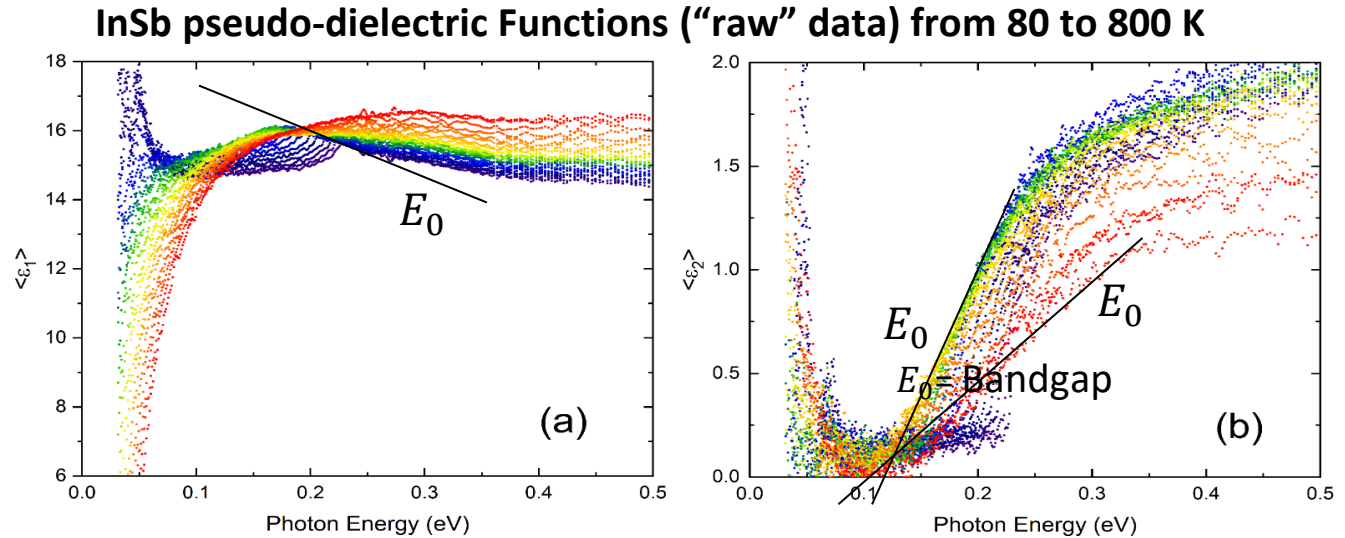 InSb pseudo-dielectric Functions (“raw” data) from 80 to 800 K
18
16
14
12
10
8
6
<ε₁>
E₀
(a)
0.0 0.1 0.2 0.3 0.4 0.5
Photon Energy (eV)
2.0
1.5
1.0
0.5
0.0
<ε₂>
E₀
E₀
E₀= Bandgap
(b)
0.0 0.1 0.2 0.3 0.4 0.5
Photon Energy (eV)